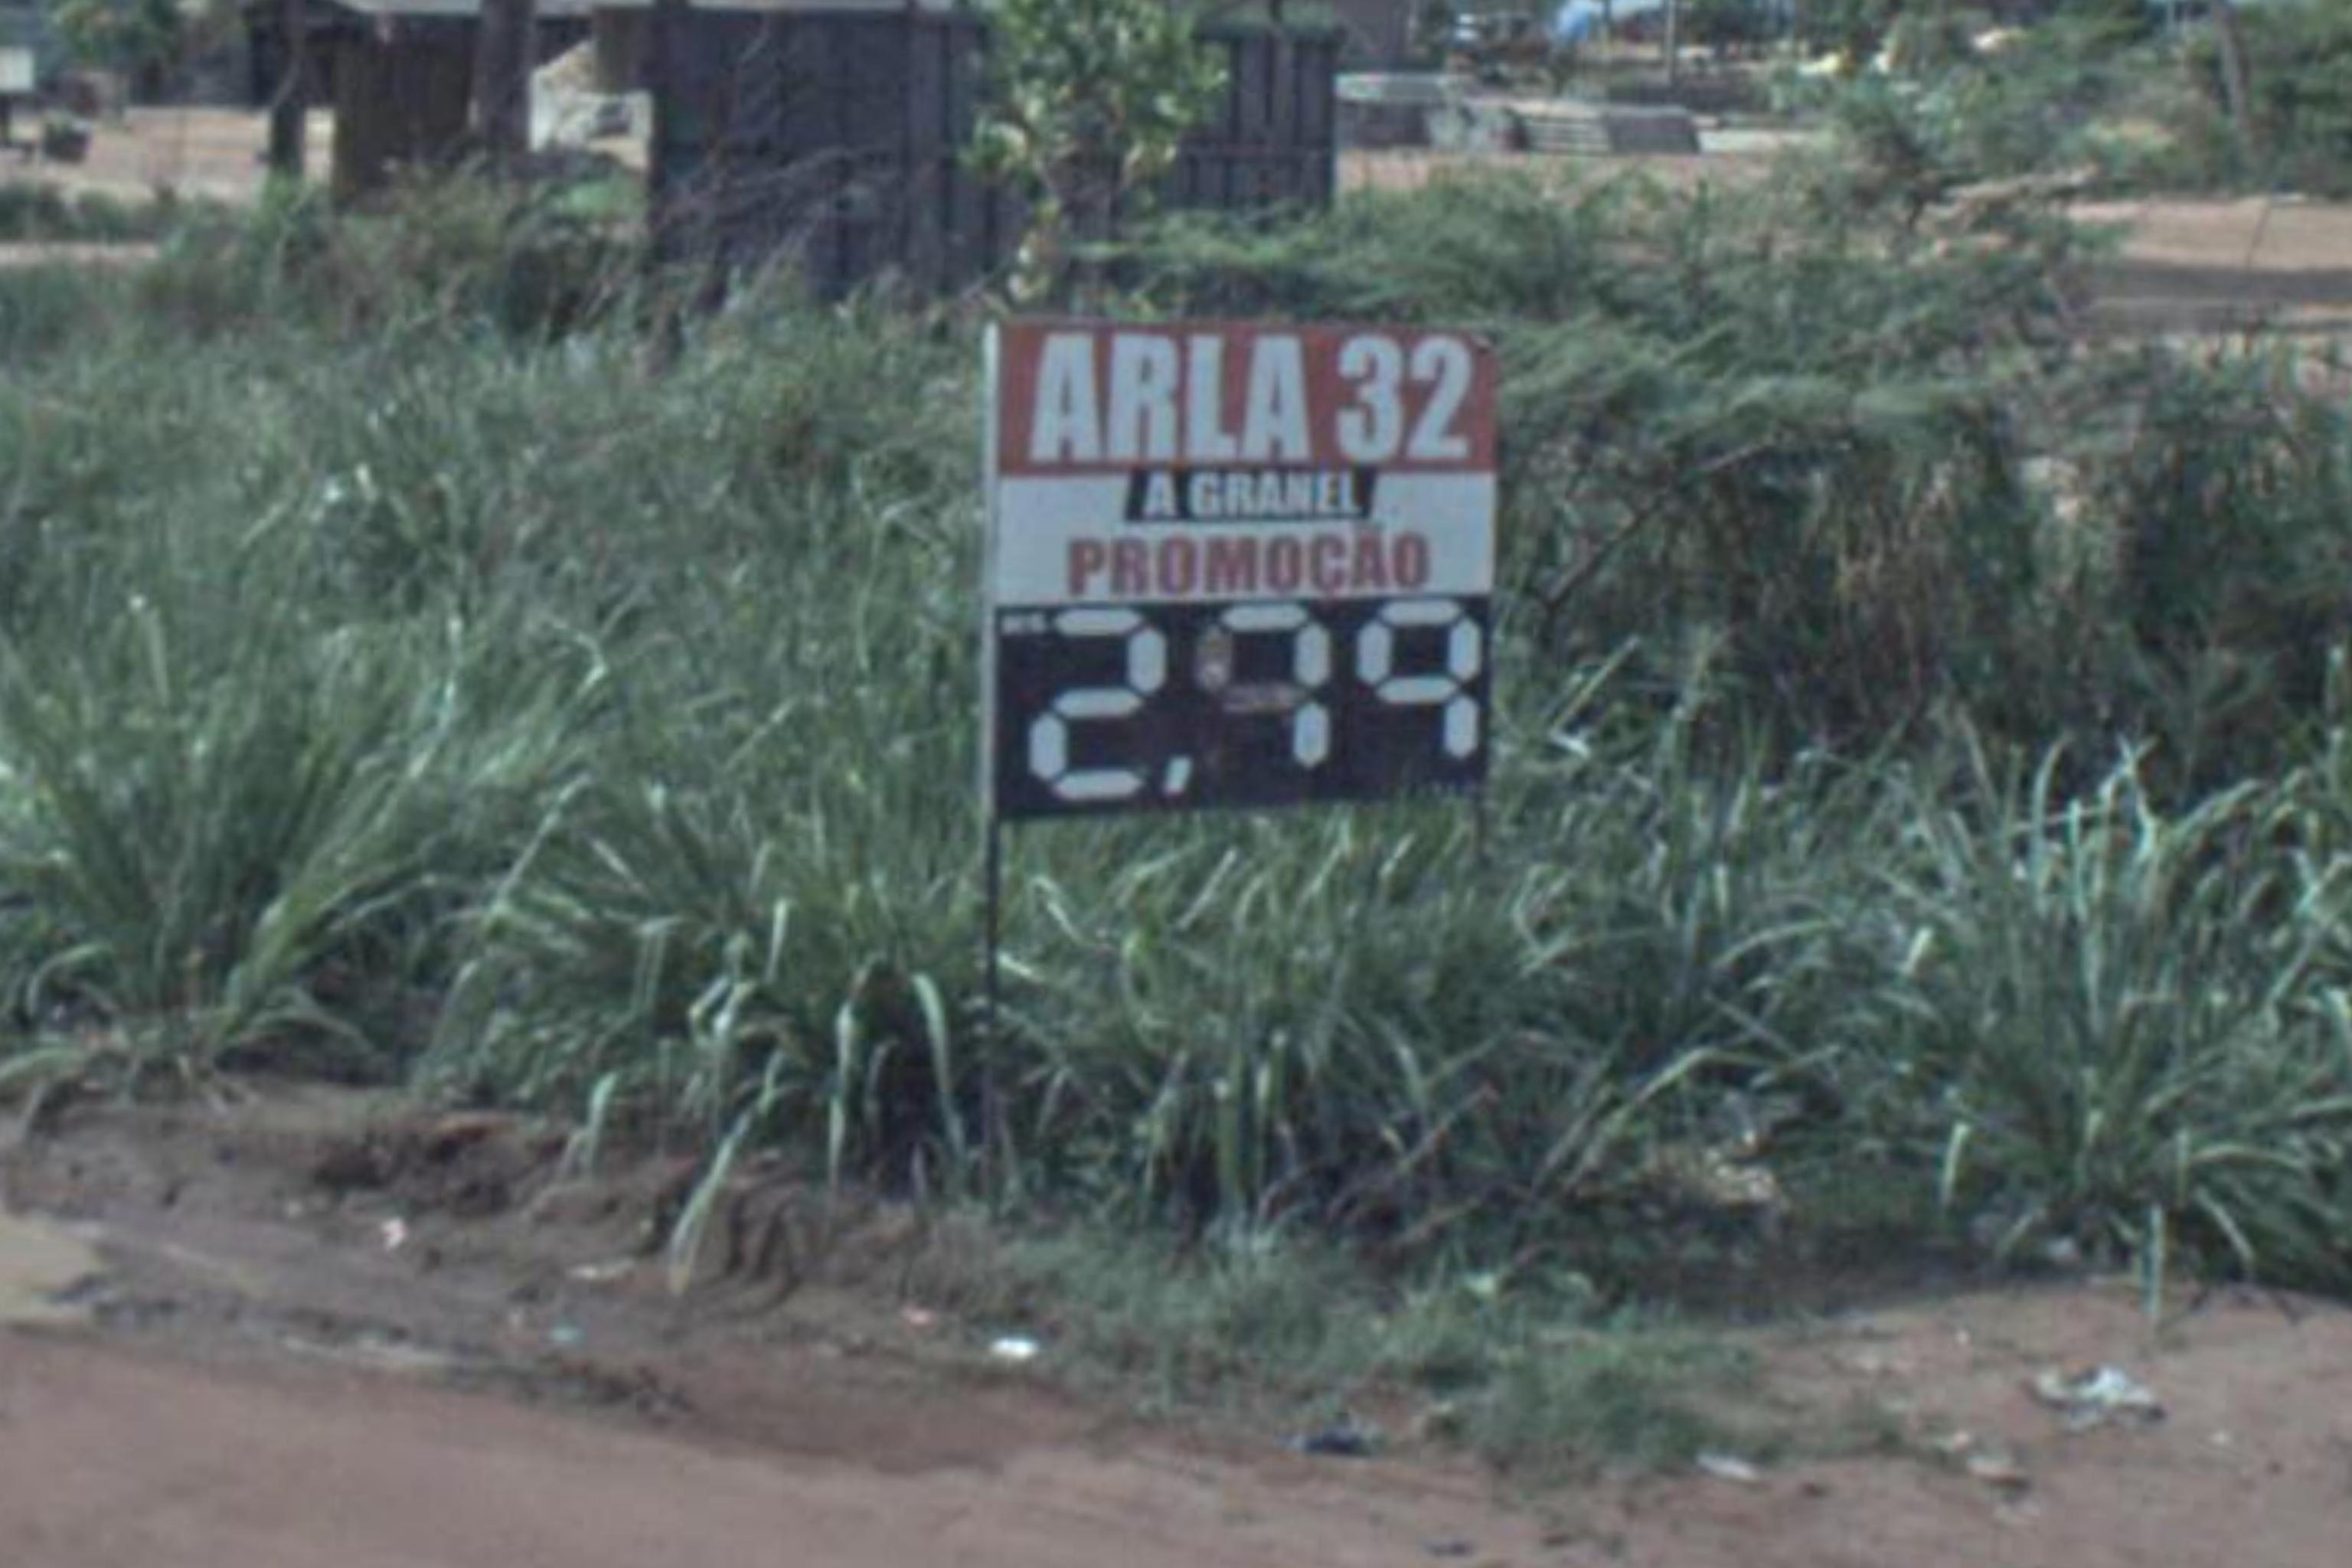 ARLA 32
A GRANEL
PROMOÇÃO
2,99